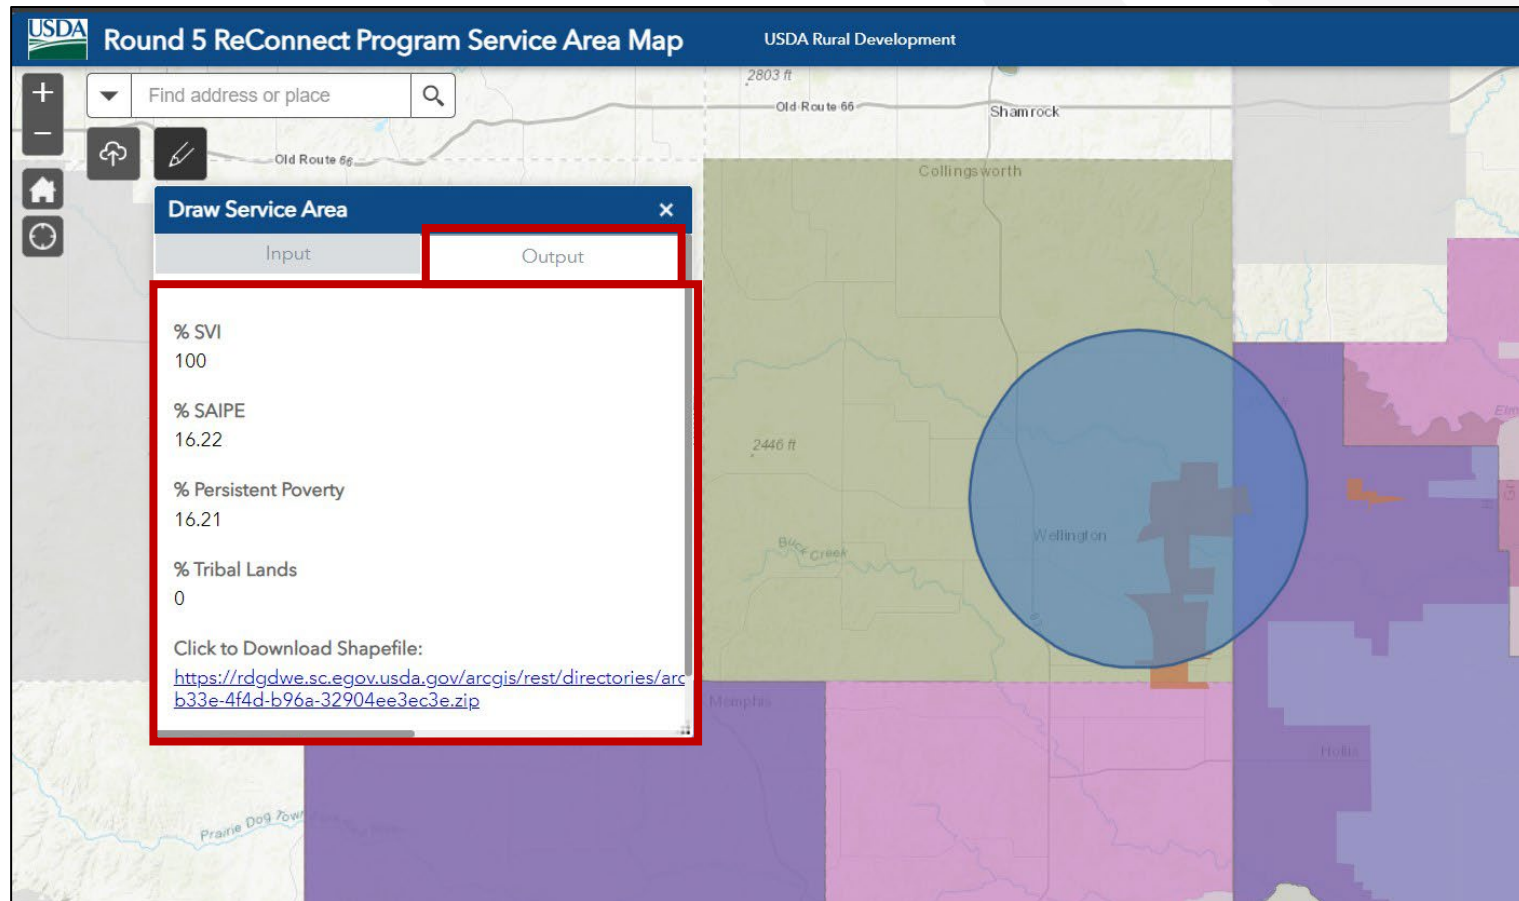 USDA
Round 5 ReConnect Program Service Area Map
USDA Rural Development
Find address or place
2803 ft
Old Route 66
Shamrock
Old Route 66
Collingsworth
Draw Service Area
Input
Output
% SVI
100
% SAIPE
16.22
% Persistent Poverty
16.21
% Tribal Lands
0
Click to Download Shapefile:
https://rdgdwe.sc.egov.usda.gov/arcgis/rest/directories/arc
b33e-4f4d-b96a-32904ee3ec3e.zip
2446 ft
Buck Creek
Wellington
83
Memphis
Hollis
Prairie Dog Town